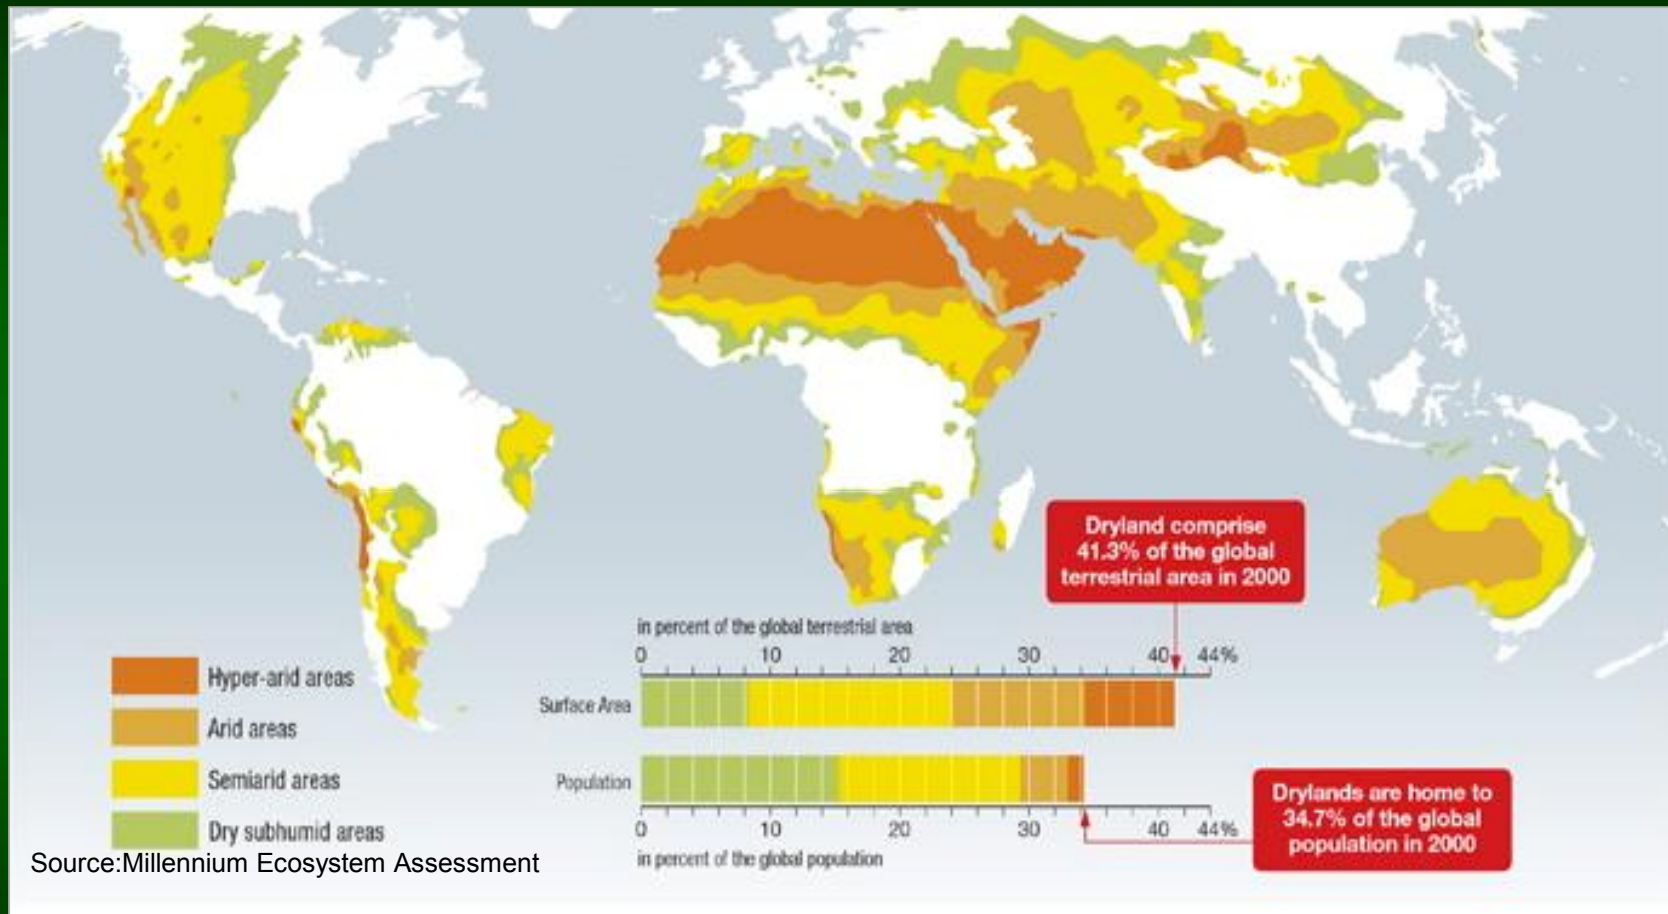 Dryland comprise
41.3% of the global
terrestrial area in 2000
in percent of the global terrestrial area
0 10 20 30 40 44%
Surface Area
Population
0 10 20 30 40 44%
in percent of the global population
Drylands are home to
34.7% of the global
population in 2000
Hyper-arid areas
Arid areas
Semiarid areas
Dry subhumid areas
Source:Millennium Ecosystem Assessment